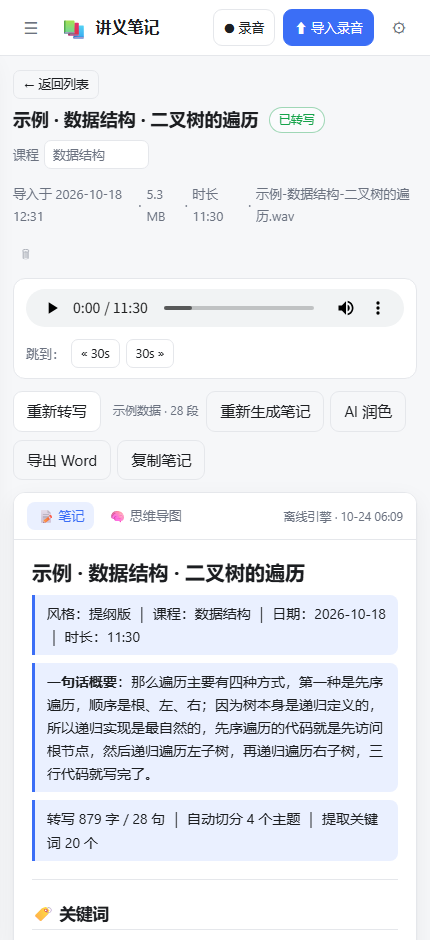 讲义笔记
录音
导入录音
← 返回列表
示例 · 数据结构 · 二叉树的遍历
已转写
课程
数据结构
导入于 2026-10-18 12:31 · 5.3 MB · 时长 11:30 · 示例-数据结构-二叉树的遍历.wav
0:00 / 11:30
跳到：
« 30s
30s »
重新转写
示例数据 · 28 段
重新生成笔记
AI 润色
导出 Word
复制笔记
笔记
思维导图
离线引擎 · 10-24 06:09
示例 · 数据结构 · 二叉树的遍历
风格：提纲版 ｜ 课程：数据结构 ｜ 日期：2026-10-18
｜ 时长：11:30
一句话概要：那么遍历主要有四种方式，第一种是先序
遍历，顺序是根、左、右；因为树本身是递归定义的，
所以递归实现是最自然的，先序遍历的代码就是先访问
根节点，然后递归遍历左子树，再递归遍历右子树，三
行代码就写完了。
转写 879 字 / 28 句 ｜ 自动切分 4 个主题 ｜ 提取关键
词 20 个
关键词